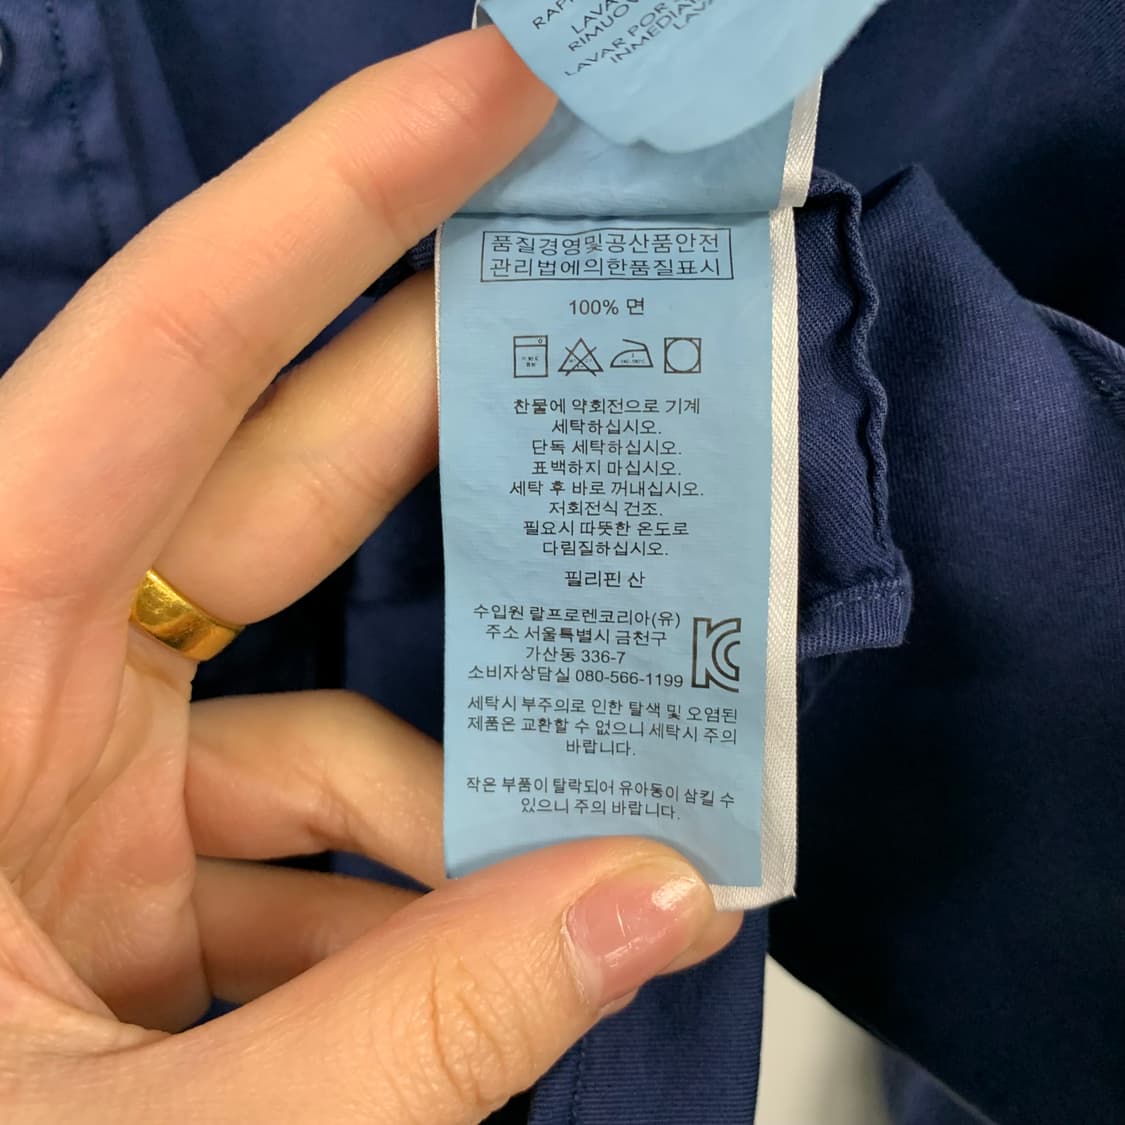 LAVA
RIMUOV
LAVAR POR
INMEDIA
LAVA
품질경영및공산품안전
관리법에의한품질표시
100% 면
찬물에 약회전으로 기계
세탁하십시오.
단독 세탁하십시오.
표백하지 마십시오.
세탁 후 바로 꺼내십시오.
저회전식 건조.
필요시 따뜻한 온도로
다림질하십시오.
필리핀 산
수입원 랄프로렌코리아(유)
주소 서울특별시 금천구
가산동 336-7
소비자상담실 080-566-1199
세탁시 부주의로 인한 탈색 및 오염된
제품은 교환할 수 없으니 세탁시 주의
바랍니다.
작은 부품이 탈락되어 유아동이 삼킬 수
있으니 주의 바랍니다.